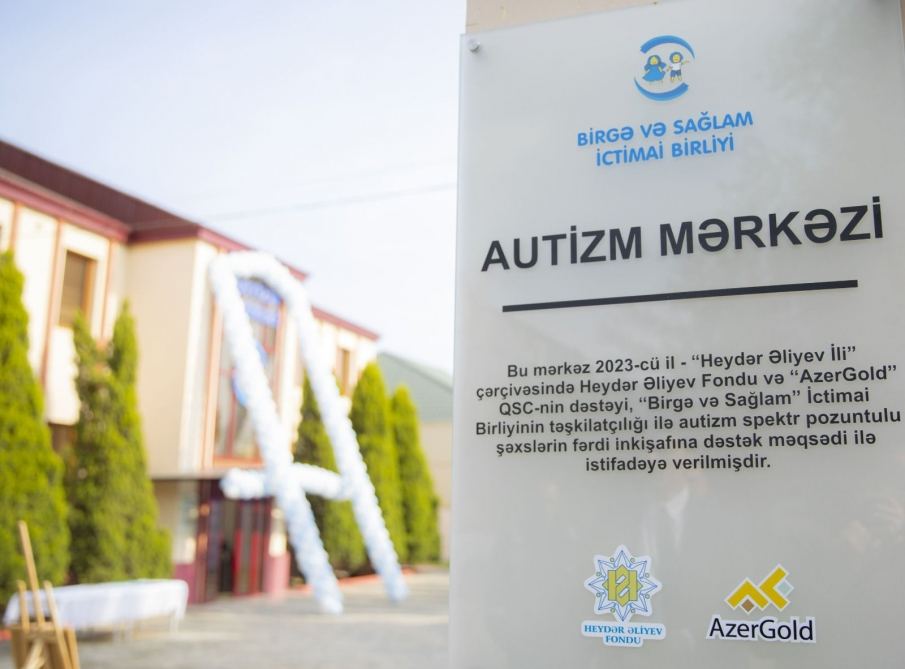 BİRGƏ VƏ SAĞLAM
İCTİMAİ BİRLİYİ
AUTİZM MƏRKƏZİ
Bu mərkəz 2023-cü il - “Heydər Əliyev İli”
çərçivəsində Heydər Əliyev Fondu və “AzerGold”
QSC-nin dəstəyi, “Birgə və Sağlam” İctimai
Birliyinin təşkilatçılığı ilə autizm spektr pozuntulu
şəxslərin fərdi inkişafına dəstək məqsədi ilə
istifadəyə verilmişdir.
HEYDƏR ƏLİYEV
FONDU
AzerGold